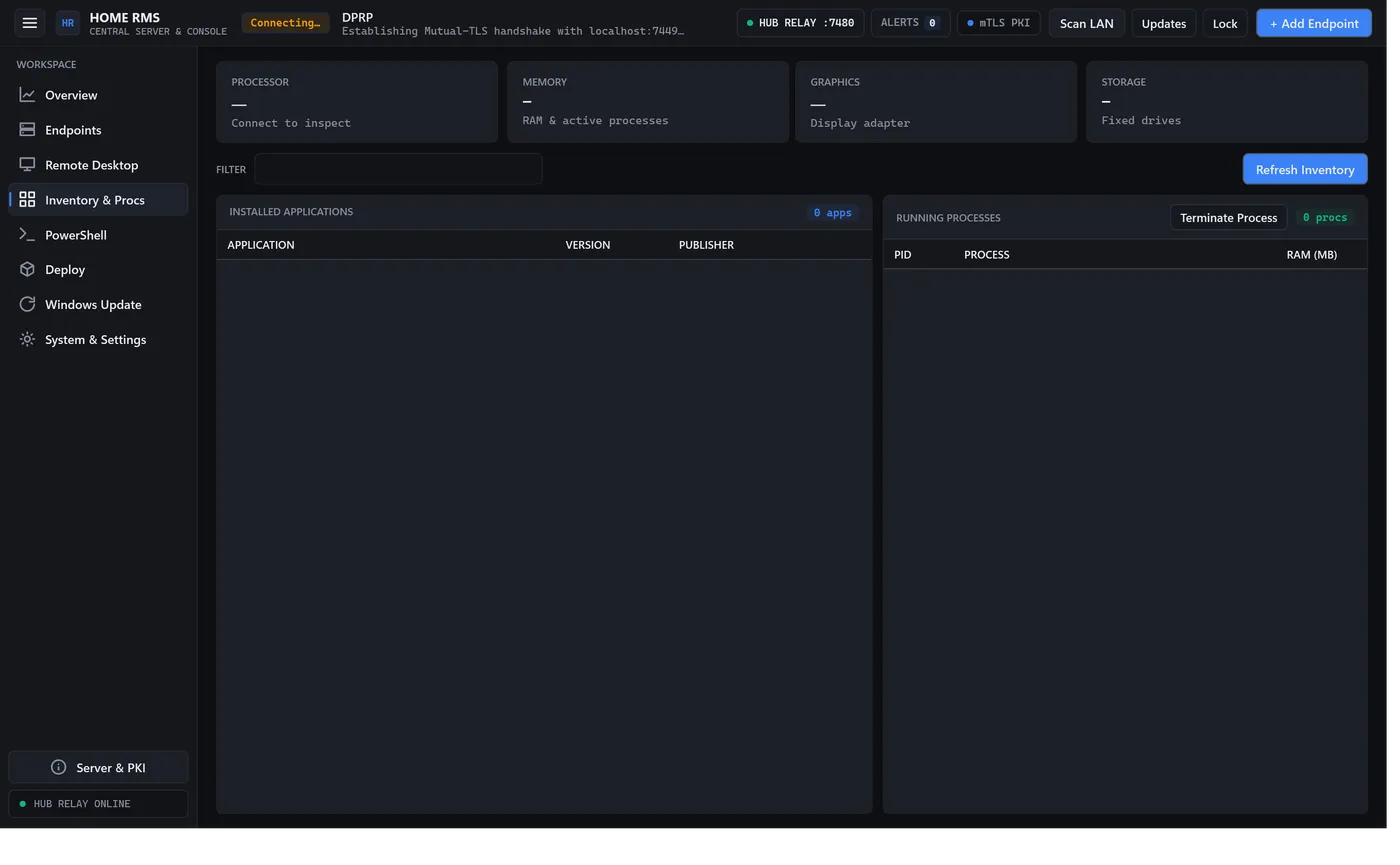 HR
HOME RMS
CENTRAL SERVER & CONSOLE
Connecting…
DPRP
Establishing Mutual-TLS handshake with localhost:7449…
HUB RELAY :7480
ALERTS 0
mTLS PKI
Scan LAN
Updates
Lock
+ Add Endpoint
WORKSPACE
Overview
Endpoints
Remote Desktop
Inventory & Procs
PowerShell
Deploy
Windows Update
System & Settings
Server & PKI
HUB RELAY ONLINE
PROCESSOR
—
Connect to inspect
MEMORY
—
RAM & active processes
GRAPHICS
—
Display adapter
STORAGE
—
Fixed drives
FILTER
Refresh Inventory
INSTALLED APPLICATIONS
0 apps
APPLICATION VERSION PUBLISHER
RUNNING PROCESSES
Terminate Process
0 procs
PID PROCESS RAM (MB)